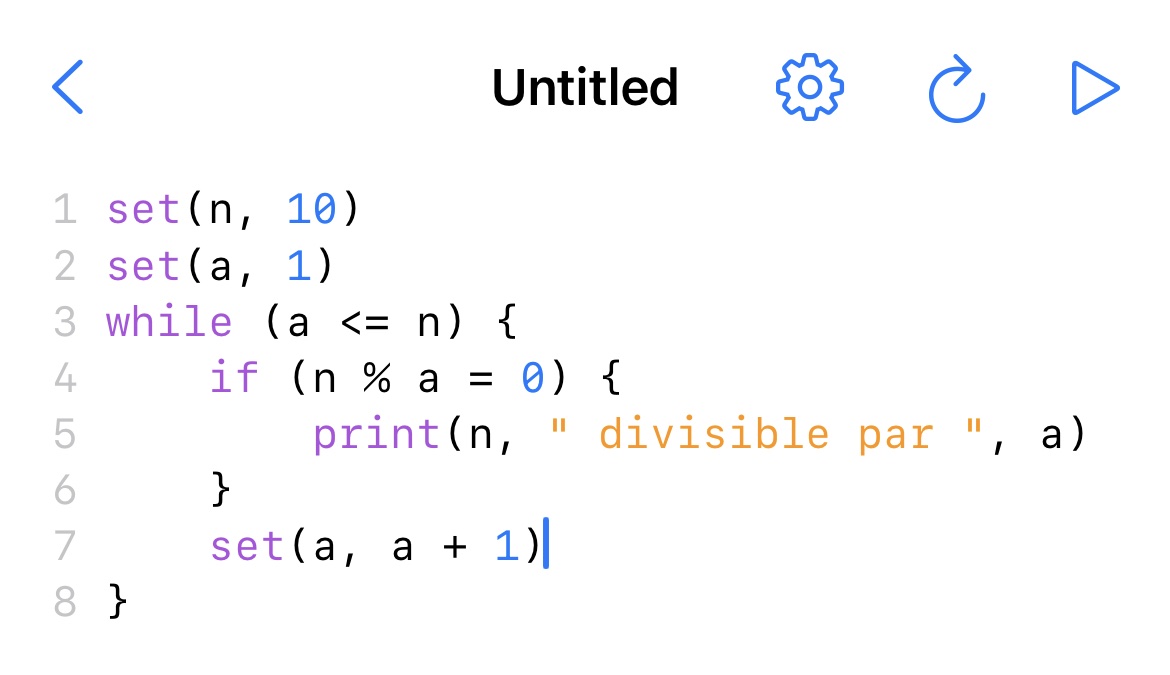 Untitled
1 set(n, 10)
2 set(a, 1)
3 while (a <= n) {
4     if (n % a = 0) {
5         print(n, " divisible par ", a)
6     }
7     set(a, a + 1)
8 }